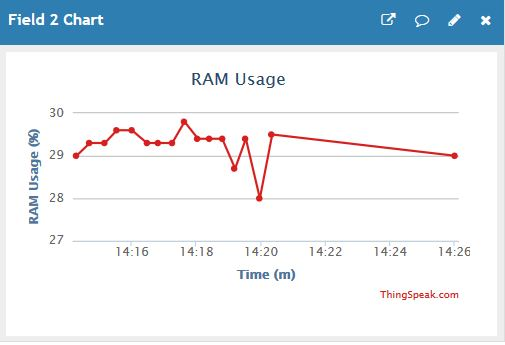 Field 2 Chart
RAM Usage
RAM Usage (%)
30
29
28
27
14:16 14:18 14:20 14:22 14:24 14:26
Time (m)
ThingSpeak.com